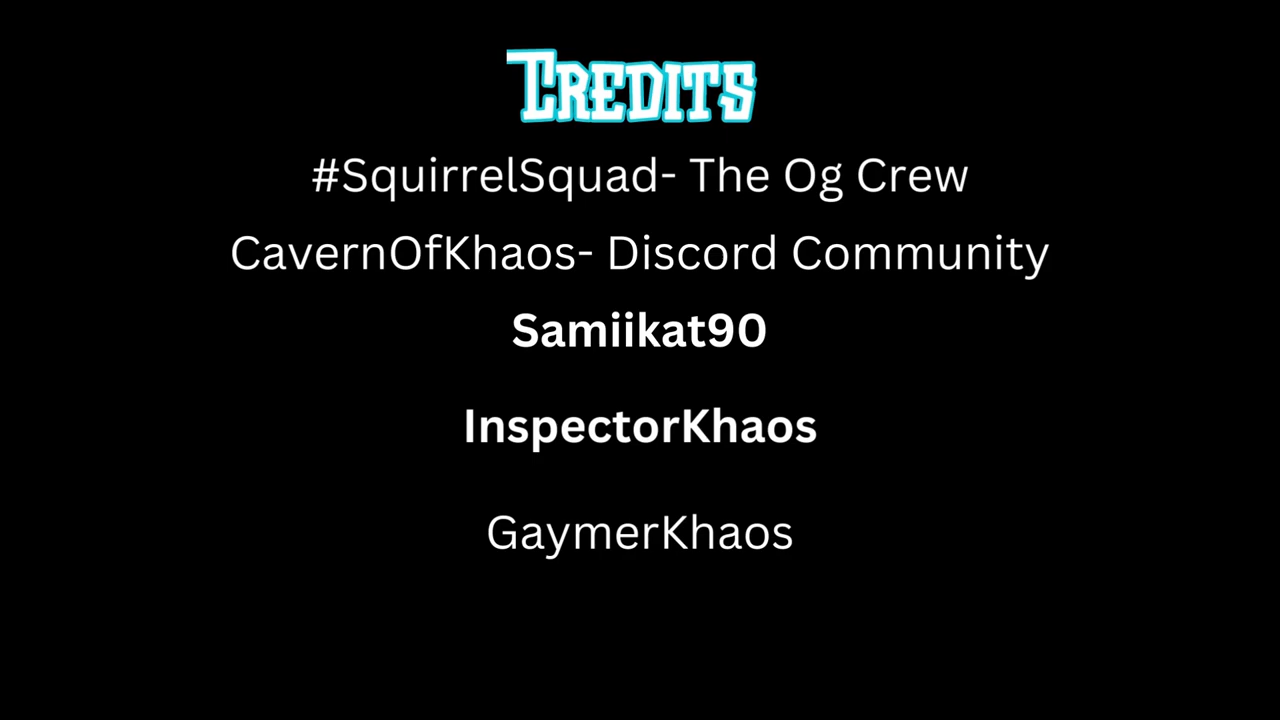 Credits
#SquirrelSquad- The Og Crew
CavernOfKhaos- Discord Community
Samiikat90
InspectorKhaos
GaymerKhaos